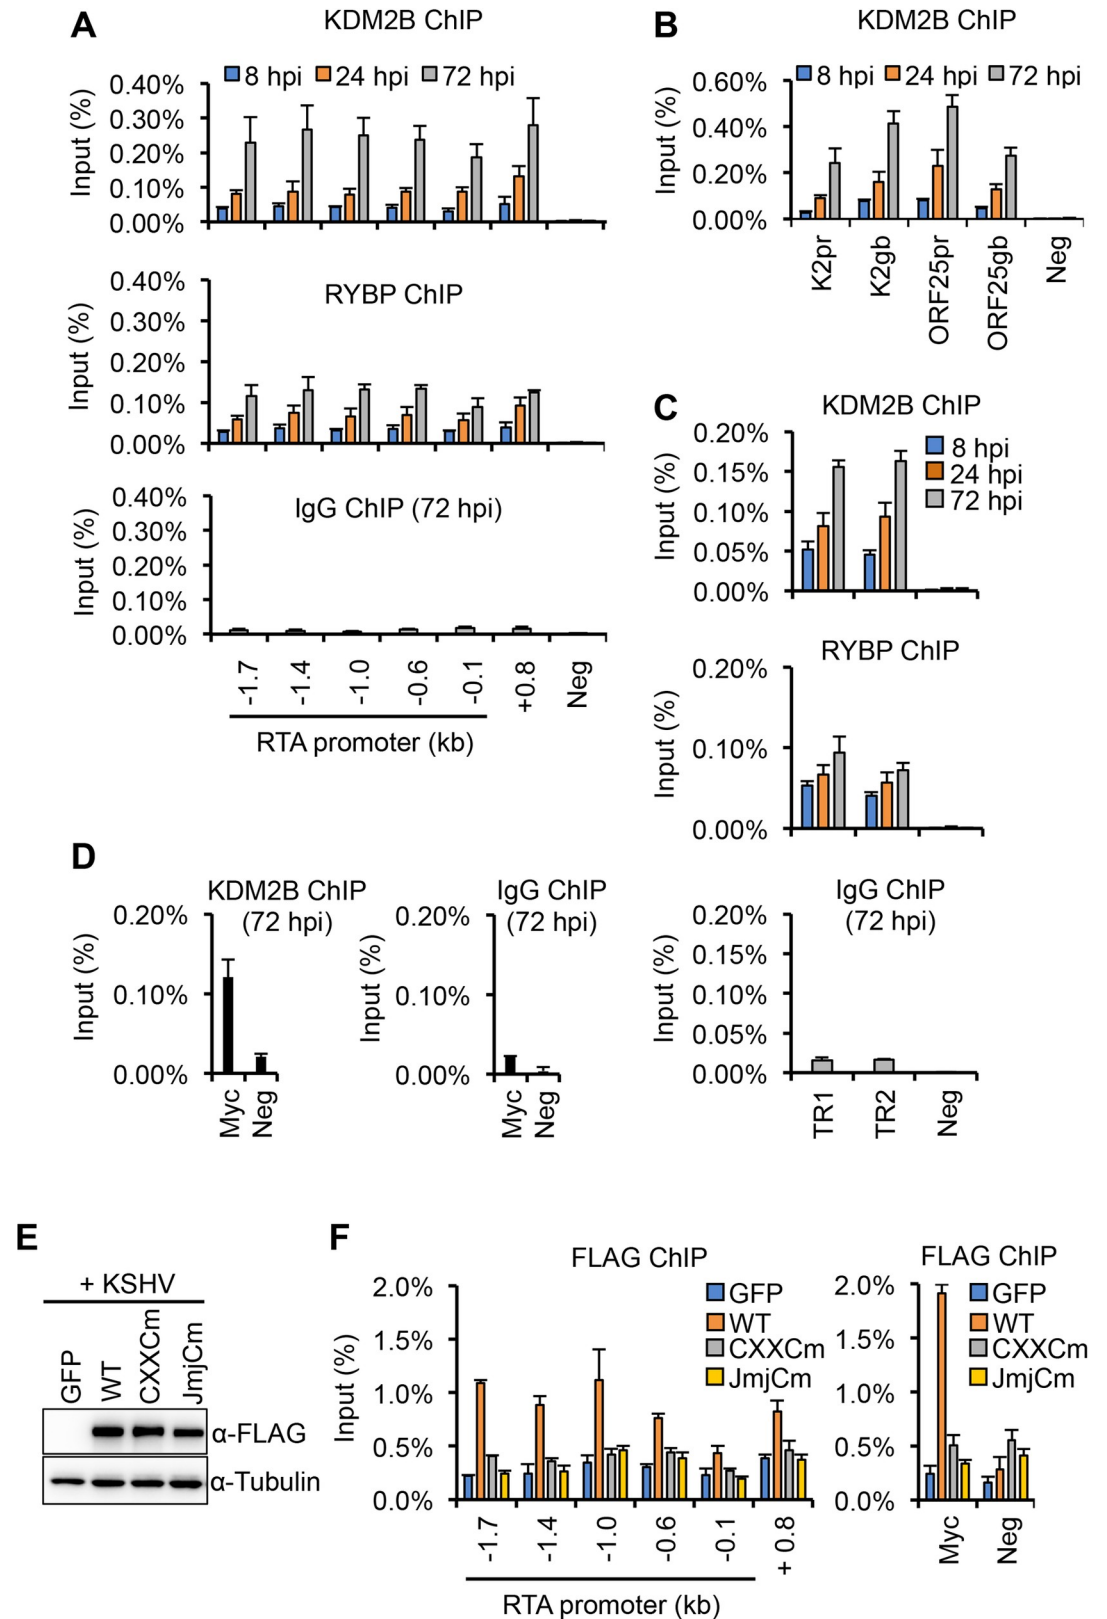 A
KDM2B ChIP
8 hpi 24 hpi 72 hpi
Input (%)
0.40%
0.30%
0.20%
0.10%
0.00%
RYBP ChIP
Input (%)
0.40%
0.30%
0.20%
0.10%
0.00%
IgG ChIP (72 hpi)
Input (%)
0.40%
0.30%
0.20%
0.10%
0.00%
-1.7 -1.4 -1.0 -0.6 -0.1 +0.8 Neg
RTA promoter (kb)
B
KDM2B ChIP
8 hpi 24 hpi 72 hpi
Input (%)
0.60%
0.40%
0.20%
0.00%
K2pr K2gb ORF25pr ORF25gb Neg
C
KDM2B ChIP
8 hpi
24 hpi
72 hpi
Input (%)
0.20%
0.15%
0.10%
0.05%
0.00%
RYBP ChIP
Input (%)
0.20%
0.10%
0.00%
IgG ChIP
(72 hpi)
Input (%)
0.20%
0.15%
0.10%
0.05%
0.00%
TR1 TR2 Neg
D
KDM2B ChIP
(72 hpi)
Input (%)
0.20%
0.10%
0.00%
Myc Neg
IgG ChIP
(72 hpi)
Input (%)
0.20%
0.10%
0.00%
Myc Neg
E
+ KSHV
GFP WT CXXCm JmjCm
α-FLAG
α-Tubulin
F
FLAG ChIP
GFP
WT
CXXCm
JmjCm
Input (%)
2.0%
1.5%
1.0%
0.5%
0.0%
-1.7 -1.4 -1.0 -0.6 -0.1 + 0.8
RTA promoter (kb)
FLAG ChIP
GFP
WT
CXXCm
JmjCm
2.0%
1.5%
1.0%
0.5%
0.0%
Myc Neg